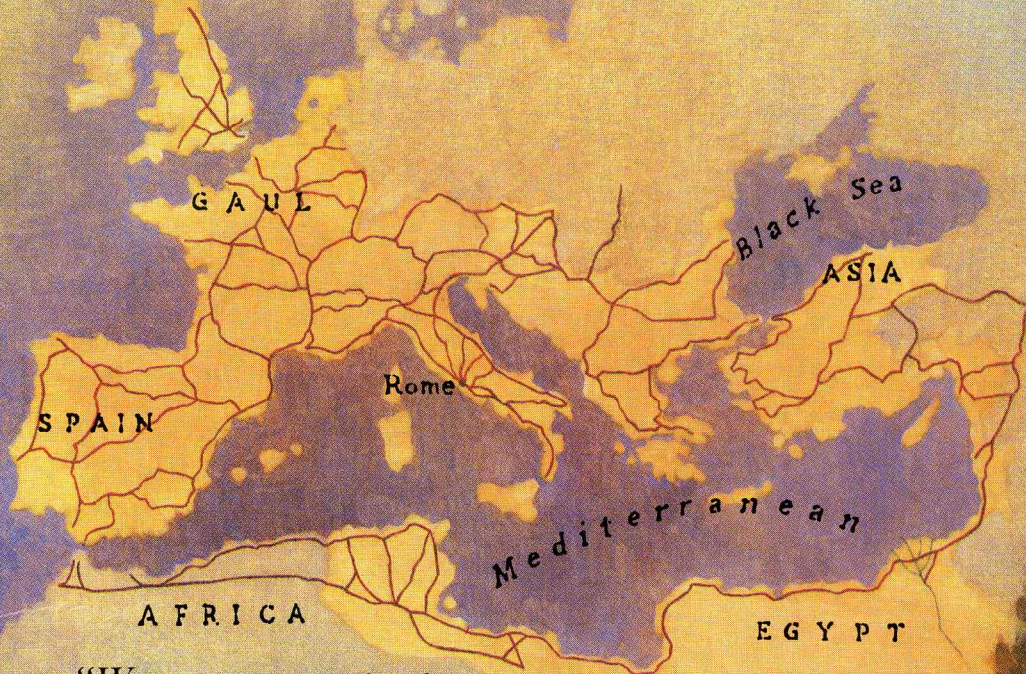 GAUL
Black Sea
ASIA
Rome
SPAIN
Mediterranean
AFRICA
EGYPT